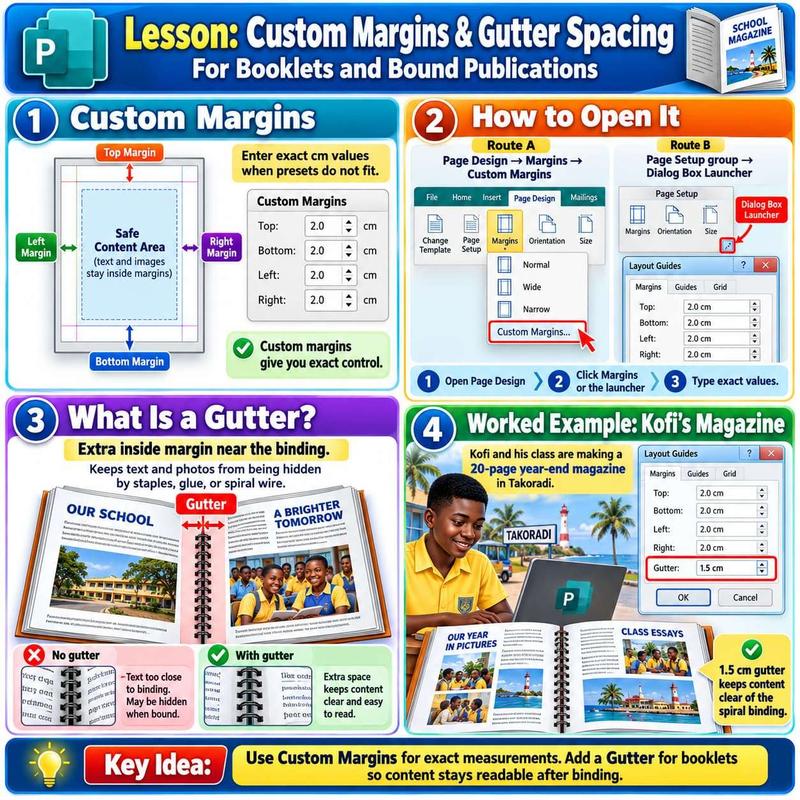 P
Lesson: Custom Margins & Gutter Spacing
For Booklets and Bound Publications
SCHOOL
MAGAZINE
1 Custom Margins
Top Margin
Left
Margin
Safe
Content Area
(text and images
stay inside margins)
Right
Margin
Bottom Margin
Enter exact cm values
when presets do not fit.
Custom Margins
Top: 2.0 cm
Bottom: 2.0 cm
Left: 2.0 cm
Right: 2.0 cm
Custom margins
give you exact control.
2 How to Open It
Route A
Page Design → Margins →
Custom Margins
File Home Insert Page Design Mailings
Change
Template
Page
Setup
Margins
Orientation
Size
Normal
Wide
Narrow
Custom Margins...
Route B
Page Setup group →
Dialog Box Launcher
Page Setup
Margins Orientation Size
Dialog Box
Launcher
Layout Guides ?
Margins Guides Grid
Top: 2.0 cm
Bottom: 2.0 cm
Left: 2.0 cm
Right: 2.0 cm
1 Open Page Design
2 Click Margins
or the launcher
3 Type exact values.
3 What Is a Gutter?
Extra inside margin near the binding.
Keeps text and photos from being hidden
by staples, glue, or spiral wire.
Gutter
OUR SCHOOL
A BRIGHTER
TOMORROW
No gutter
Text too close
to binding.
May be hidden
when bound.
With gutter
Extra space
keeps content
clear and easy
to read.
4 Worked Example: Kofi's Magazine
Kofi and his class are making a
20-page year-end magazine
in Takoradi.
TAKORADI
P
Layout Guides ?
Margins Guides Grid
Top: 2.0 cm
Bottom: 2.0 cm
Left: 2.0 cm
Right: 2.0 cm
Gutter: 1.5 cm
OK Cancel
OUR YEAR
IN PICTURES
CLASS ESSAYS
1.5 cm gutter
keeps content
clear of the
spiral binding.
Key Idea:
Use Custom Margins for exact measurements. Add a Gutter for booklets
so content stays readable after binding.